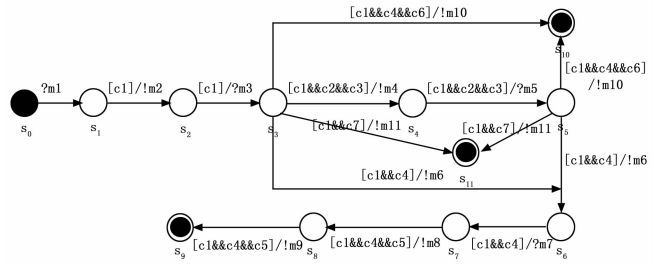 [c1&&c4&&c6]/!m10
s10
[c1&&c4&&c6]
/!m10
?m1
[c1]/!m2
[c1]/?m3
[c1&&c2&&c3]/!m4
[c1&&c2&&c3]/?m5
s0
s1
s2
s3
s4
s5
[c1&&c7]/!m11
[c1&&c7]/!m11
s11
[c1&&c4]/!m6
[c1&&c4]/!m6
s9
[c1&&c4&&c5]/!m9
s8
[c1&&c4&&c5]/!m8
s7
[c1&&c4]/?m7
s6